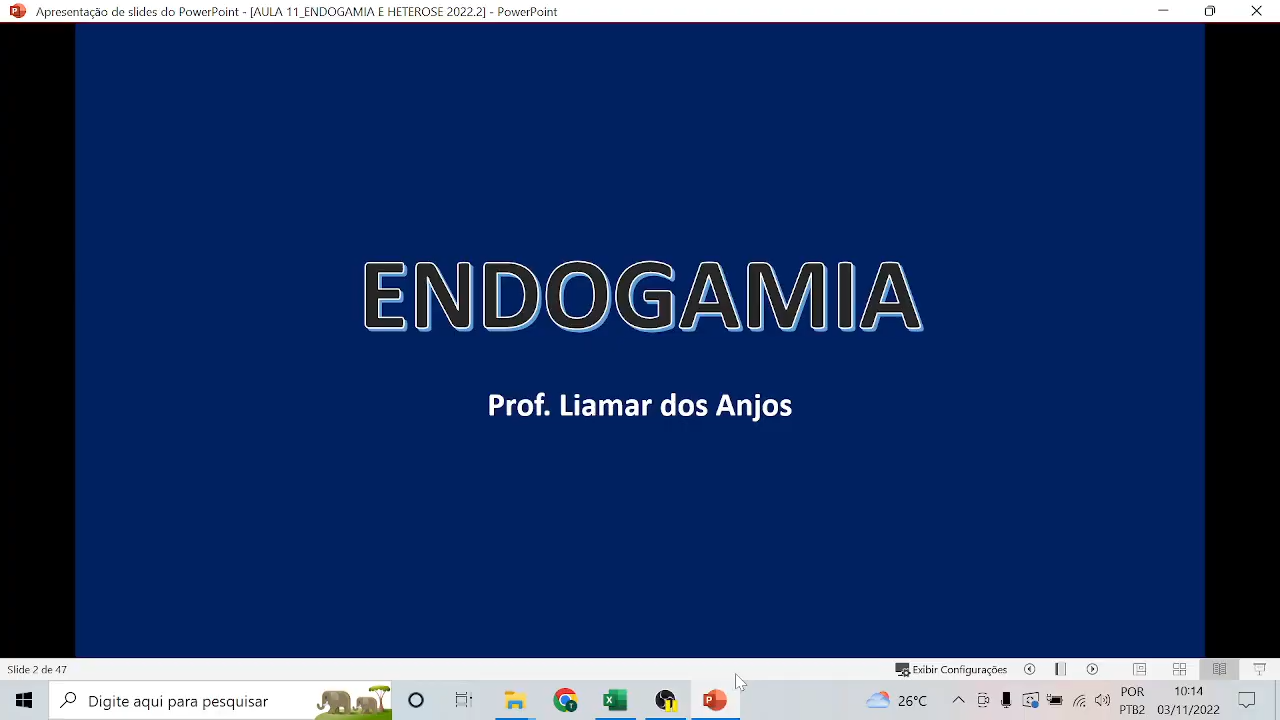 Apresentação de slides do PowerPoint - [AULA 11_ENDOGAMIA E HETEROSE 2022.2] - PowerPoint
ENDOGAMIA
Prof. Liamar dos Anjos
Slide 2 de 47
Exibir Configurações
Digite aqui para pesquisar
26°C
POR
PTB2
10:14
03/11/2022